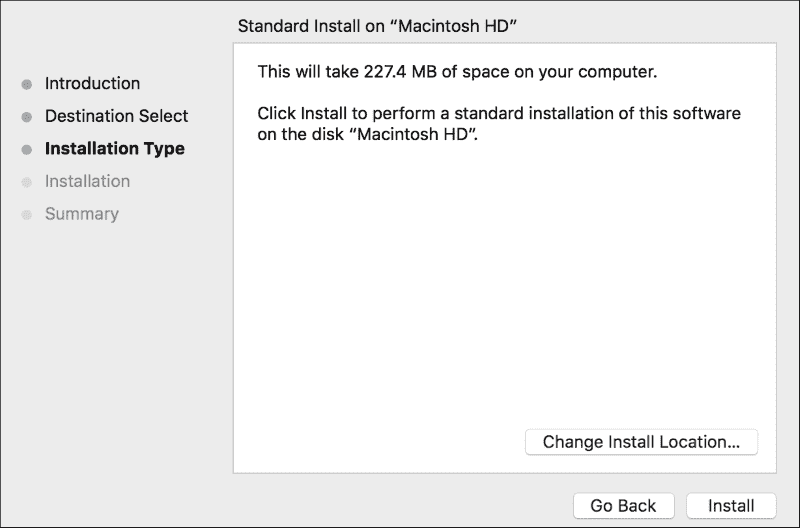 Standard Install on “Macintosh HD”
Introduction
Destination Select
Installation Type
Installation
Summary
This will take 227.4 MB of space on your computer.
Click Install to perform a standard installation of this software
on the disk “Macintosh HD”.
Change Install Location...
Go Back
Install